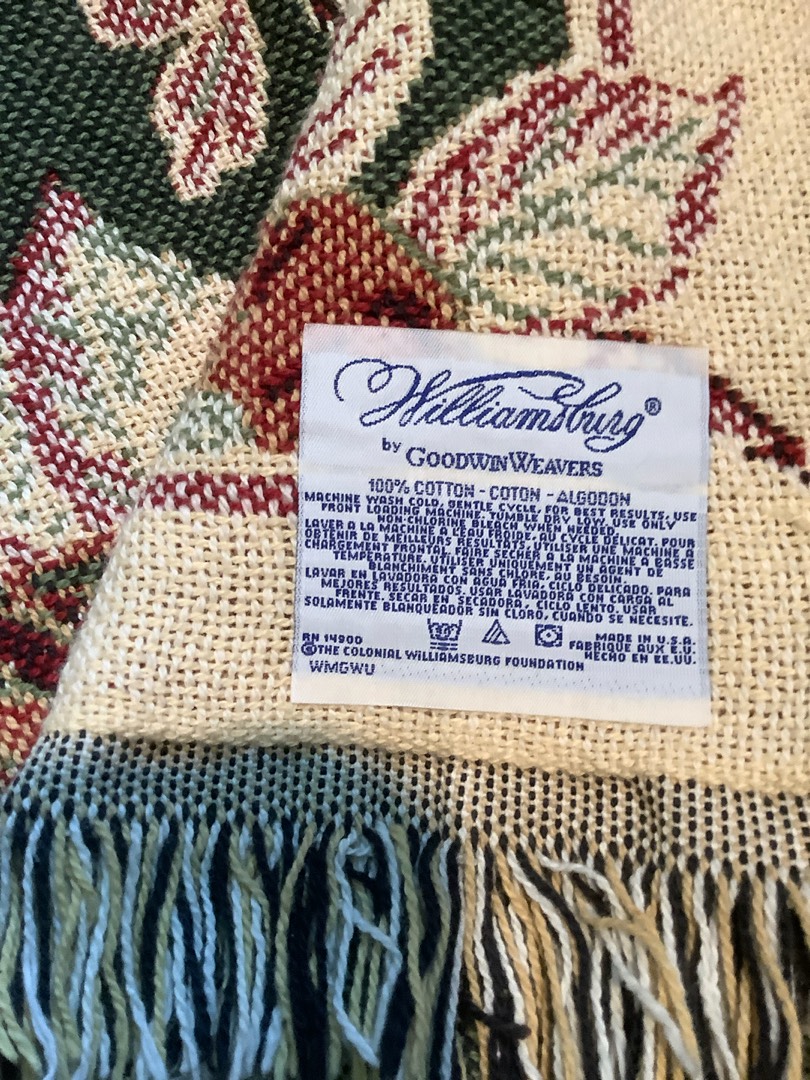 Williamsburg®
by GOODWIN WEAVERS
100% COTTON - COTON - ALGODON
MACHINE WASH COLD, GENTLE CYCLE, FOR BEST RESULTS, USE
FRONT LOADING MACHINE. TUMBLE DRY LOW. USE ONLY
NON-CHLORINE BLEACH WHEN NEEDED.
LAVER A LA MACHINE A L'EAU FROIDE, AU CYCLE DELICAT. POUR
OBTENIR DE MEILLEURS RESULTATS, UTILISER UNE MACHINE A
CHARGEMENT FRONTAL. FAIRE SECHER A LA MACHINE A BASSE
TEMPERATURE. UTILISER UNIQUEMENT UN AGENT DE
BLANCHIMENT SANS CHLORE, AU BESOIN.
LAVAR EN LAVADORA CON AGUA FRIA, CICLO DELICADO. PARA
MEJORES RESULTADOS, USAR LAVADORA CON CARGA AL
FRENTE. SECAR EN SECADORA, CICLO LENTO. USAR
SOLAMENTE BLANQUEADOR SIN CLORO, CUANDO SE NECESITE.
RN 14900
MADE IN U.S.A.
FABRIQUE AUX E.U.
©THE COLONIAL WILLIAMSBURG FOUNDATION
HECHO EN EE.UU.
WMGWU